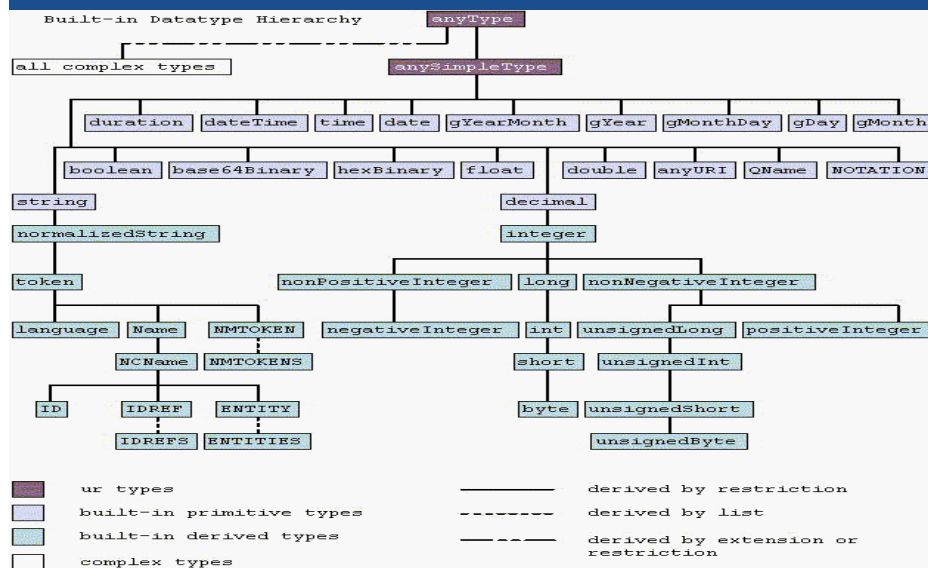 Built-in Datatype Hierarchy anyType
all complex types anySimpleType
duration dateTime time date gYearMonth gYear gMonthDay gDay gMonth
boolean base64Binary hexBinary float double anyURI QName NOTATION
string decimal
normalizedString integer
token nonPositiveInteger long nonNegativeInteger
language Name NMTOKEN negativeInteger int unsignedLong positiveInteger
NCName NMTOKENS short unsignedInt
ID IDREF ENTITY byte unsignedShort
IDREFS ENTITIES unsignedByte
ur types derived by restriction
built-in primitive types derived by list
built-in derived types derived by extension or
restriction
complex types